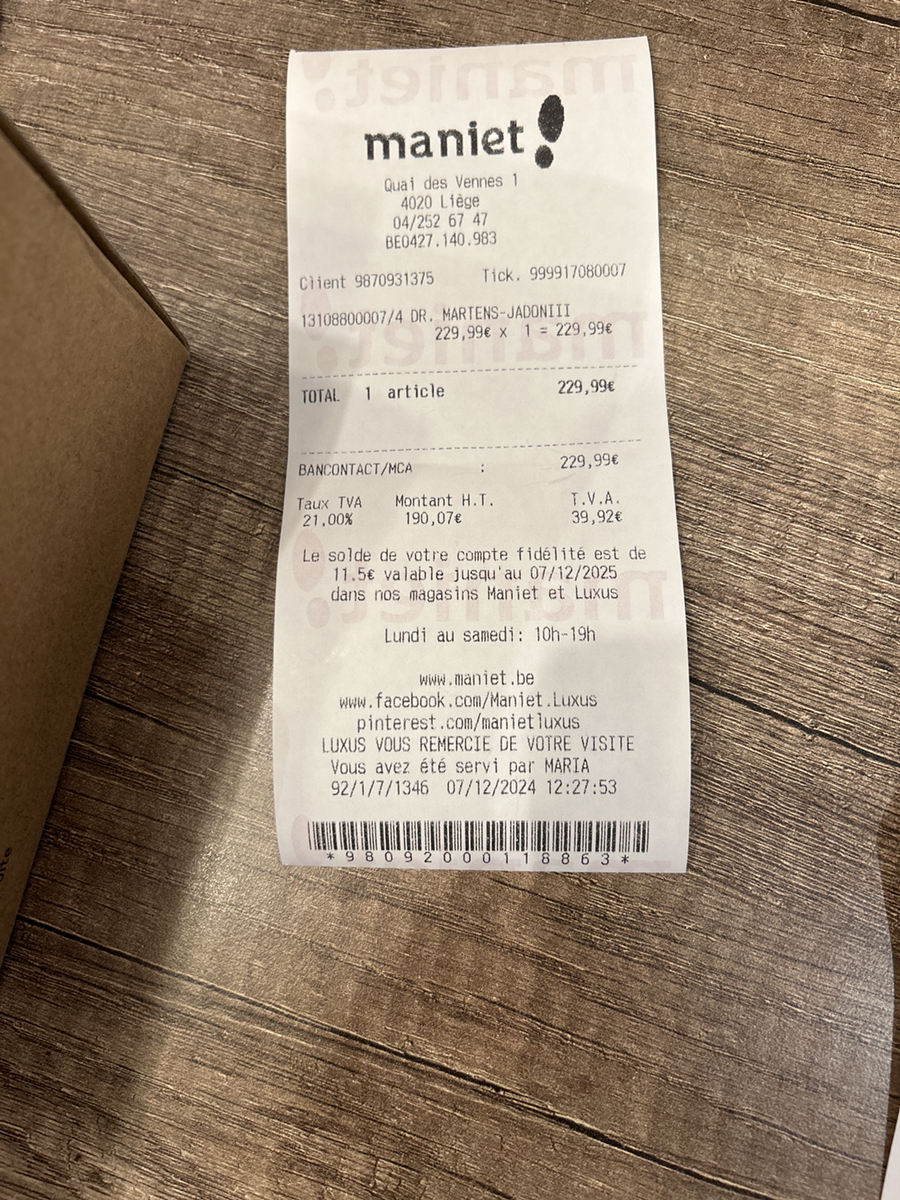 maniet!
Quai des Vennes 1
4020 Liège
04/252 67 47
BE0427.140.983
Client 9870931375 Tick. 999917080007
13108800007/4 DR. MARTENS-JADONIII
229,99€ x 1 = 229,99€
TOTAL 1 article 229,99€
BANCONTACT/MCA : 229,99€
Taux TVA Montant H.T. T.V.A.
21,00% 190,07€ 39,92€
Le solde de votre compte fidélité est de
11.5€ valable jusqu'au 07/12/2025
dans nos magasins Maniet et Luxus
Lundi au samedi: 10h-19h
www.maniet.be
www.facebook.com/Maniet.Luxus
pinterest.com/manietluxus
LUXUS VOUS REMERCIE DE VOTRE VISITE
Vous avez été servi par MARIA
92/1/7/1346 07/12/2024 12:27:53
*98092000118863*